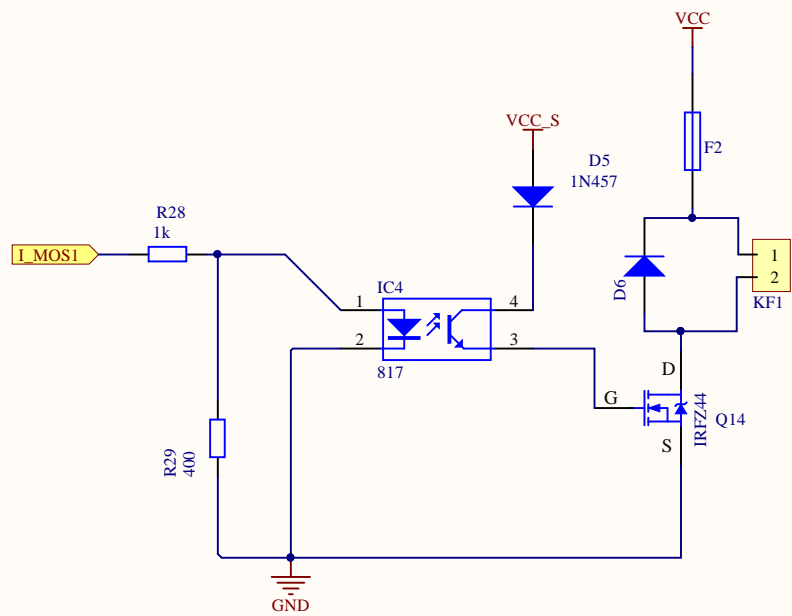 VCC
VCC_S
F2
D5
1N457
R28
1k
I_MOS1
1
2
KF1
D6
IC4
1
4
2
3
817
D
G
S
IRFZ44
Q14
R29
400
GND